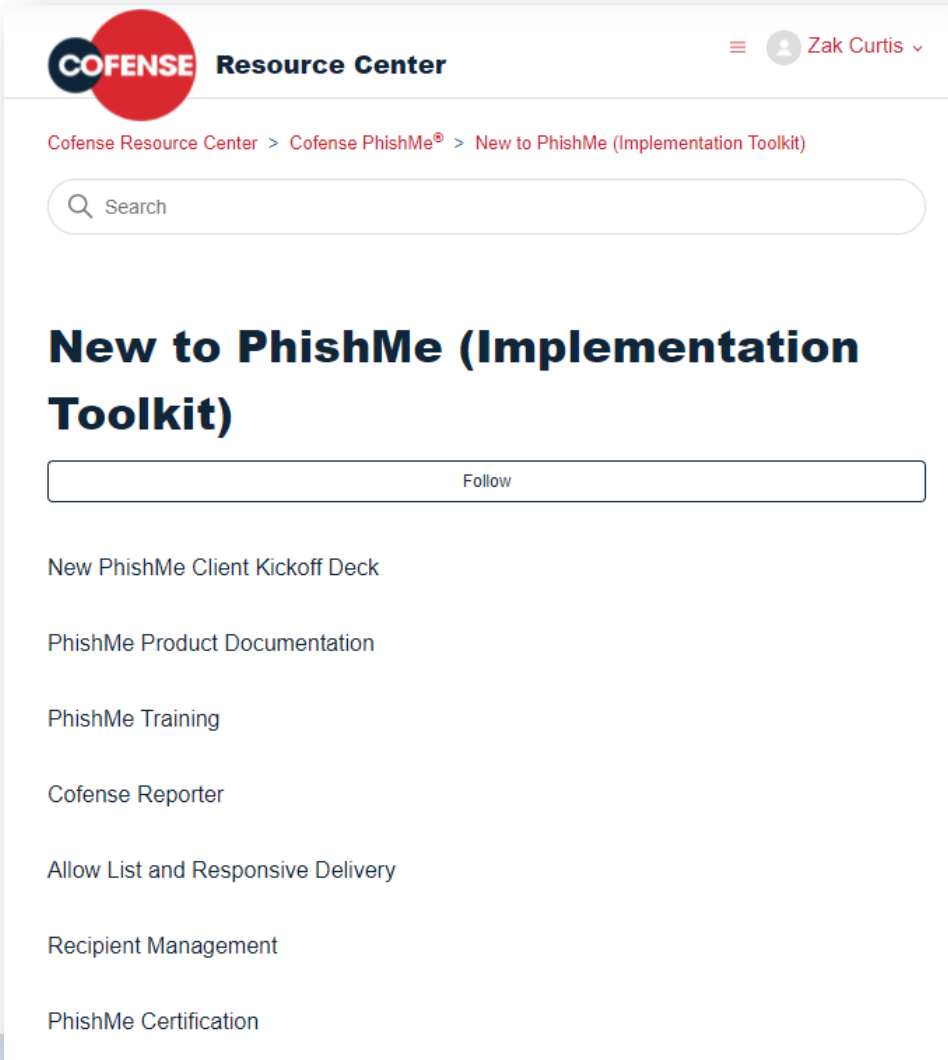 COFENSE Resource Center
Zak Curtis
Cofense Resource Center > Cofense PhishMe® > New to PhishMe (Implementation Toolkit)
Search
New to PhishMe (Implementation
Toolkit)
Follow
New PhishMe Client Kickoff Deck
PhishMe Product Documentation
PhishMe Training
Cofense Reporter
Allow List and Responsive Delivery
Recipient Management
PhishMe Certification